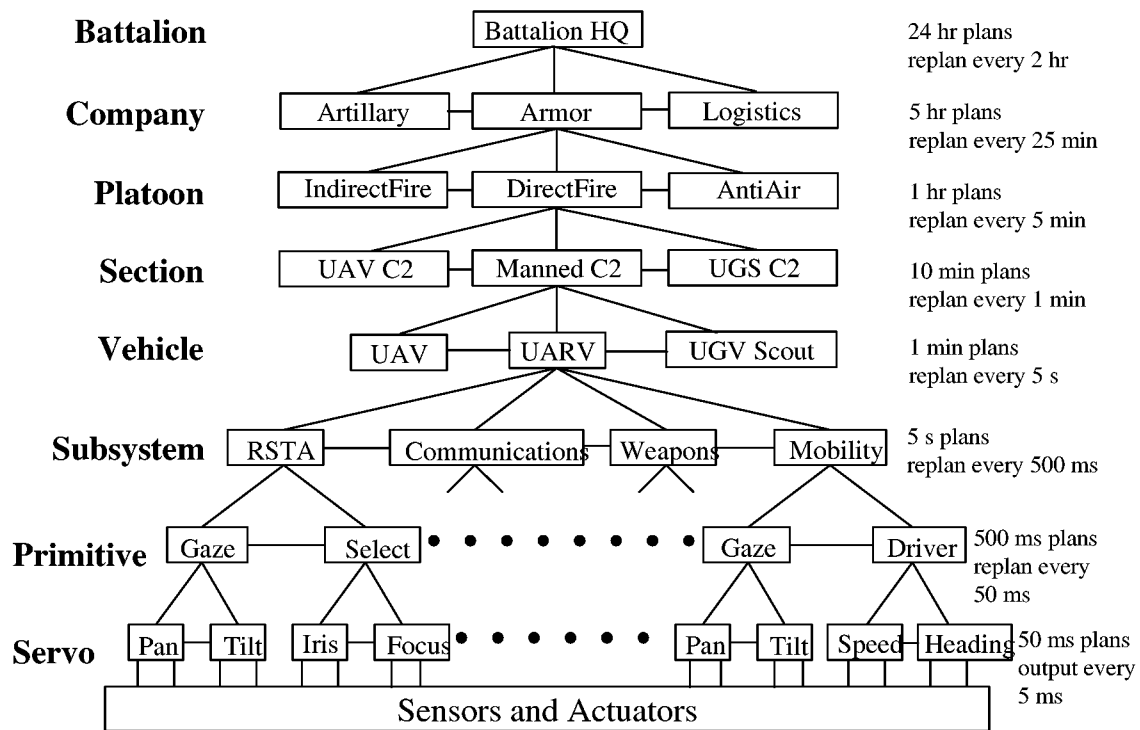 Battalion
Battalion HQ
24 hr plans
replan every 2 hr
Company
Artillary
Armor
Logistics
5 hr plans
replan every 25 min
Platoon
IndirectFire
DirectFire
AntiAir
1 hr plans
replan every 5 min
Section
UAV C2
Manned C2
UGS C2
10 min plans
replan every 1 min
Vehicle
UAV
UARV
UGV Scout
1 min plans
replan every 5 s
Subsystem
RSTA
Communications
Weapons
Mobility
5 s plans
replan every 500 ms
Primitive
Gaze
Select
Gaze
Driver
500 ms plans
replan every
50 ms
Servo
Pan
Tilt
Iris
Focus
Pan
Tilt
Speed
Heading
50 ms plans
output every
5 ms
Sensors and Actuators